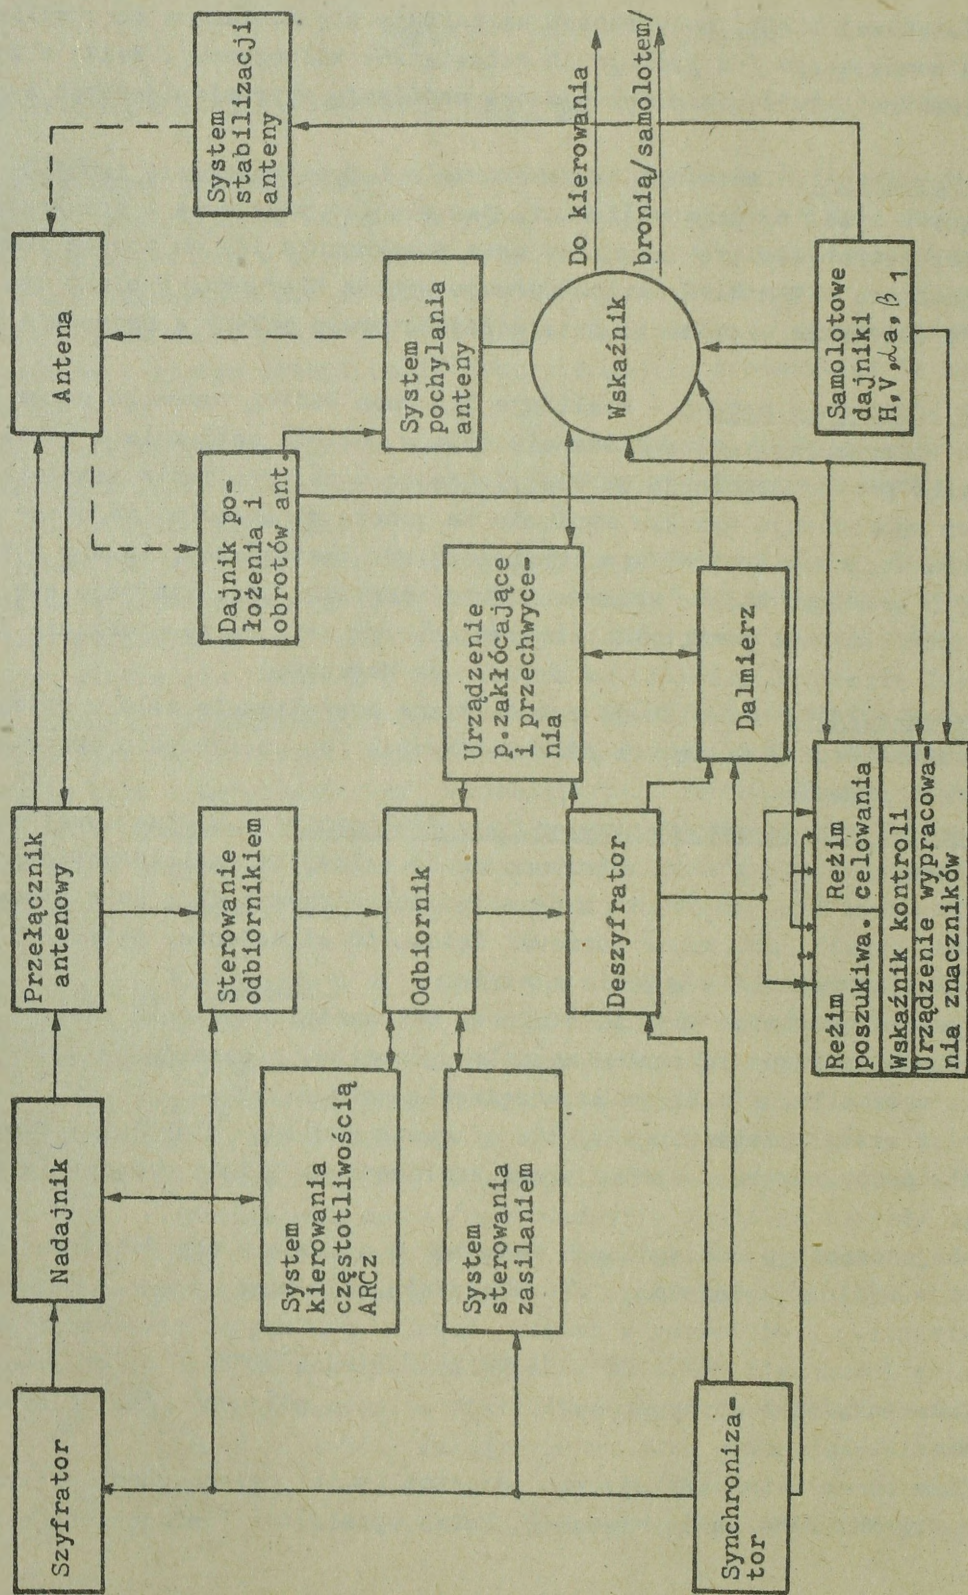 Szyfrator
Nadajnik
Przełącznik
antenowy
Antena
System
stabilizacji
anteny
Sterowanie
odbiornikiem
Dajnik po-
łożenia i
obrotów ant.
System
kierowania
częstotliwością
ARCz
Odbiornik
System
pochylania
anteny
System
sterowania
zasilaniem
Urządzenie
p.zakłócające
i przechwyce-
nia
Deszyfrator
Wskaźnik
Do kierowania
bronią/samolotem/
Synchroniza-
tor
Dalmierz
Samolotowe
dajniki
H,V,αa,β1
Reżim
poszukiwa.
Reżim
celowania
Wskaźnik kontroli
Urządzenie wypracowa-
nia znaczników